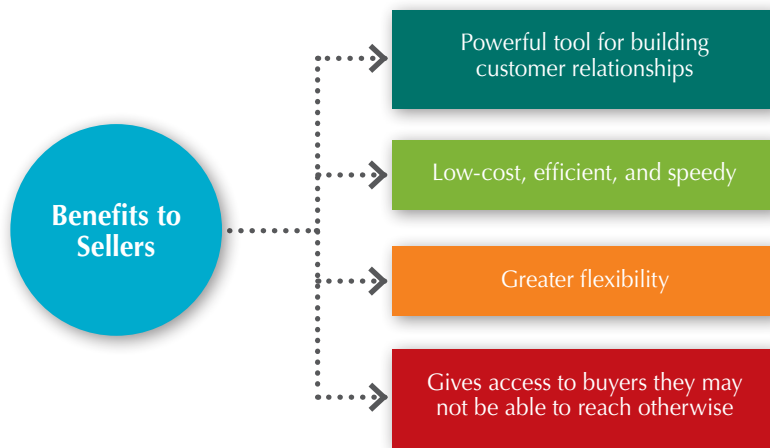 Benefits to
Sellers
Powerful tool for building
customer relationships
Low-cost, efficient, and speedy
Greater flexibility
Gives access to buyers they may
not be able to reach otherwise